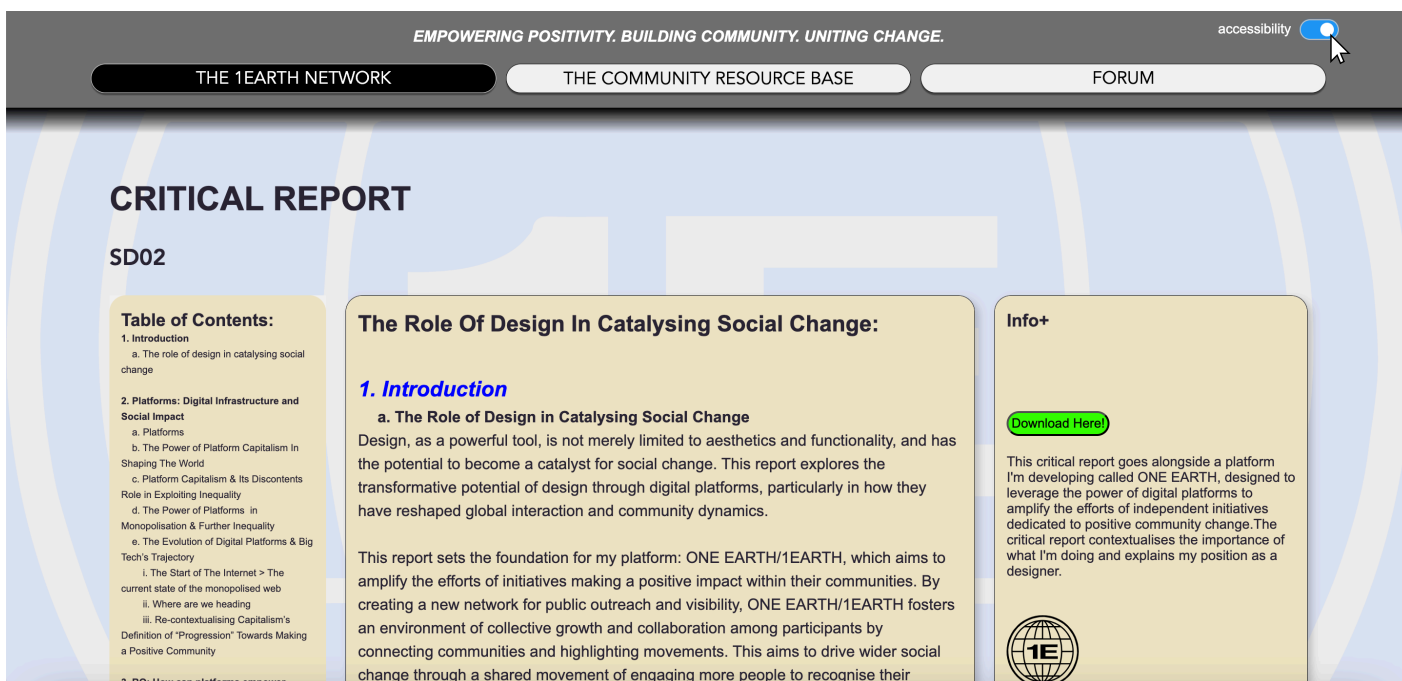 EMPOWERING POSITIVITY. BUILDING COMMUNITY. UNITING CHANGE.
accessibility
THE 1EARTH NETWORK
THE COMMUNITY RESOURCE BASE
FORUM
CRITICAL REPORT
SD02
Table of Contents:
1. Introduction
a. The role of design in catalysing social
change
2. Platforms: Digital Infrastructure and
Social Impact
a. Platforms
b. The Power of Platform Capitalism In
Shaping The World
c. Platform Capitalism & Its Discontents
Role in Exploiting Inequality
d. The Power of Platforms in
Monopolisation & Further Inequality
e. The Evolution of Digital Platforms & Big
Tech's Trajectory
i. The Start of The Internet > The
current state of the monopolised web
ii. Where are we heading
iii. Re-contextualising Capitalism's
Definition of “Progression” Towards Making
a Positive Community
The Role Of Design In Catalysing Social Change:
1. Introduction
a. The Role of Design in Catalysing Social Change
Design, as a powerful tool, is not merely limited to aesthetics and functionality, and has
the potential to become a catalyst for social change. This report explores the
transformative potential of design through digital platforms, particularly in how they
have reshaped global interaction and community dynamics.
This report sets the foundation for my platform: ONE EARTH/1EARTH, which aims to
amplify the efforts of initiatives making a positive impact within their communities. By
creating a new network for public outreach and visibility, ONE EARTH/1EARTH fosters
an environment of collective growth and collaboration among participants by
connecting communities and highlighting movements. This aims to drive wider social
change through a shared movement of engaging more people to recognise their
Info+
Download Here!
This critical report goes alongside a platform
I'm developing called ONE EARTH, designed to
leverage the power of digital platforms to
amplify the efforts of independent initiatives
dedicated to positive community change.The
critical report contextualises the importance of
what I'm doing and explains my position as a
designer.
1E